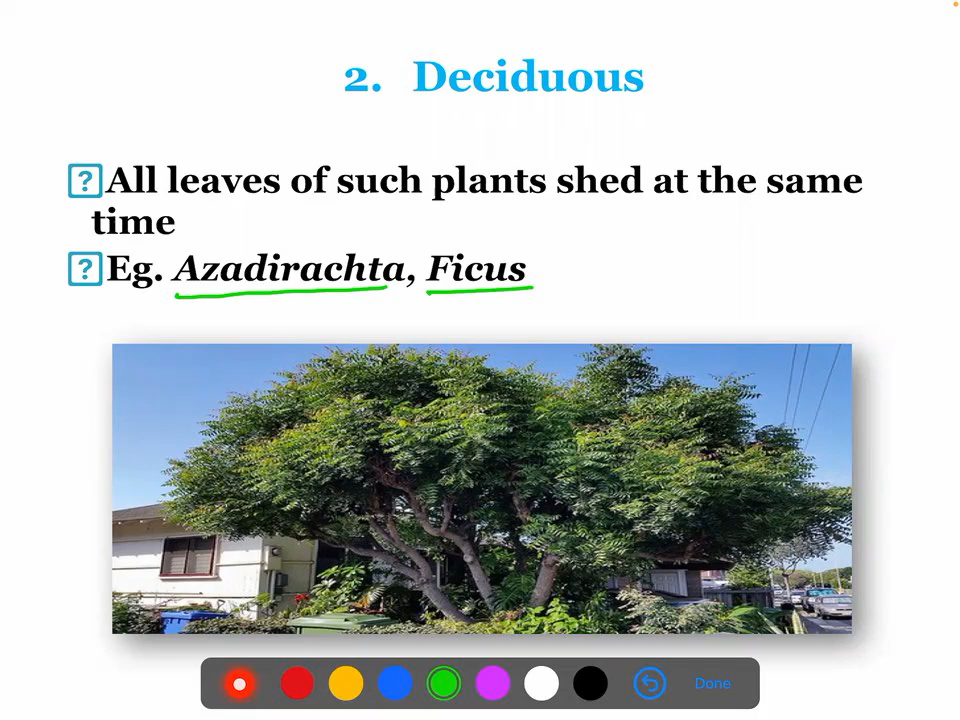 2. Deciduous
All leaves of such plants shed at the same
time
Eg. Azadirachta, Ficus
Done